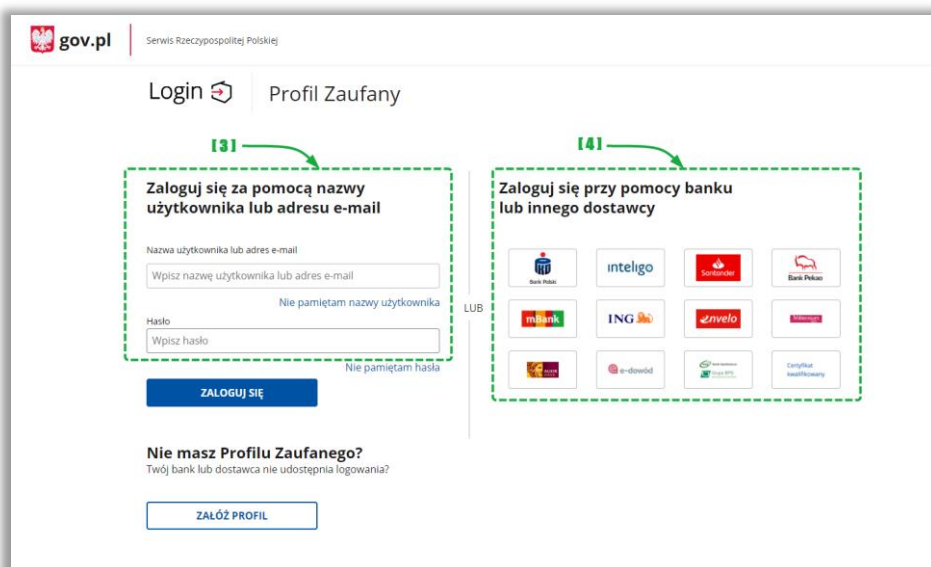 gov.pl
Serwis Rzeczypospolitej Polskiej
Login
Profil Zaufany
[3]
[4]
Zaloguj się za pomocą nazwy
użytkownika lub adresu e-mail
Nazwa użytkownika lub adres e-mail
Wpisz nazwę użytkownika lub adres e-mail
Nie pamiętam nazwy użytkownika
Hasło
Wpisz hasło
Nie pamiętam hasła
ZALOGUJ SIĘ
LUB
Zaloguj się przy pomocy banku
lub innego dostawcy
Bank Polski
inteligo
Santander
Bank Pekao
mBank
ING
envelo
Millennium
e-dowód
Grupa BPS
Certyfikat
kwalifikowany
Nie masz Profilu Zaufanego?
Twój bank lub dostawca nie udostępnia logowania?
ZAŁÓŻ PROFIL